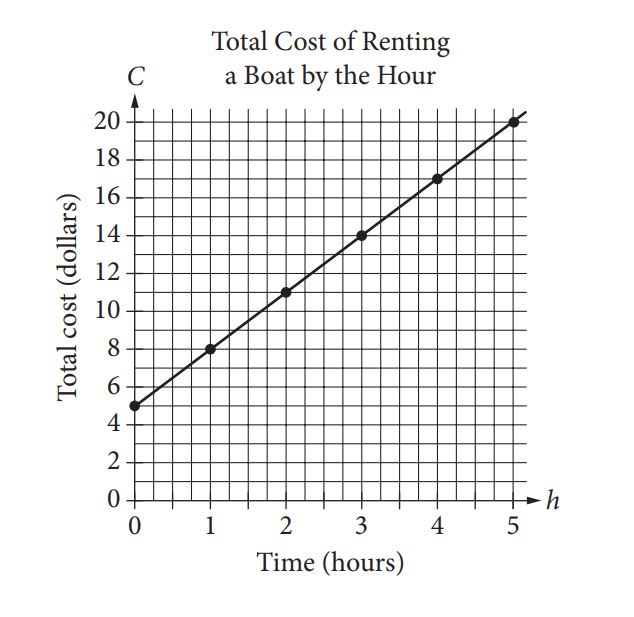 Total Cost of Renting
a Boat by the Hour
C
20
18
16
14
12
10
8
6
4
2
0
Total cost (dollars)
0 1 2 3 4 5
h
Time (hours)